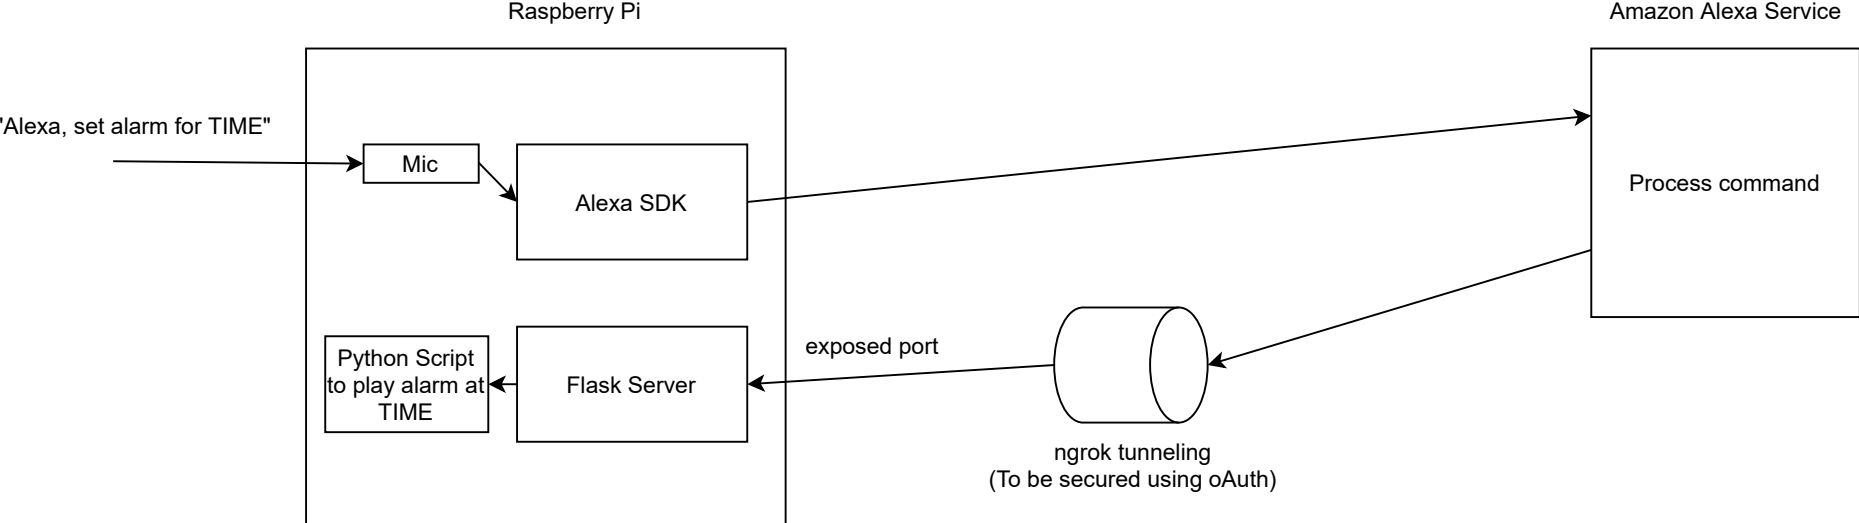 Raspberry Pi
Amazon Alexa Service
"Alexa, set alarm for TIME"
Mic
Alexa SDK
Process command
exposed port
Python Script
to play alarm at
TIME
Flask Server
ngrok tunneling
(To be secured using oAuth)